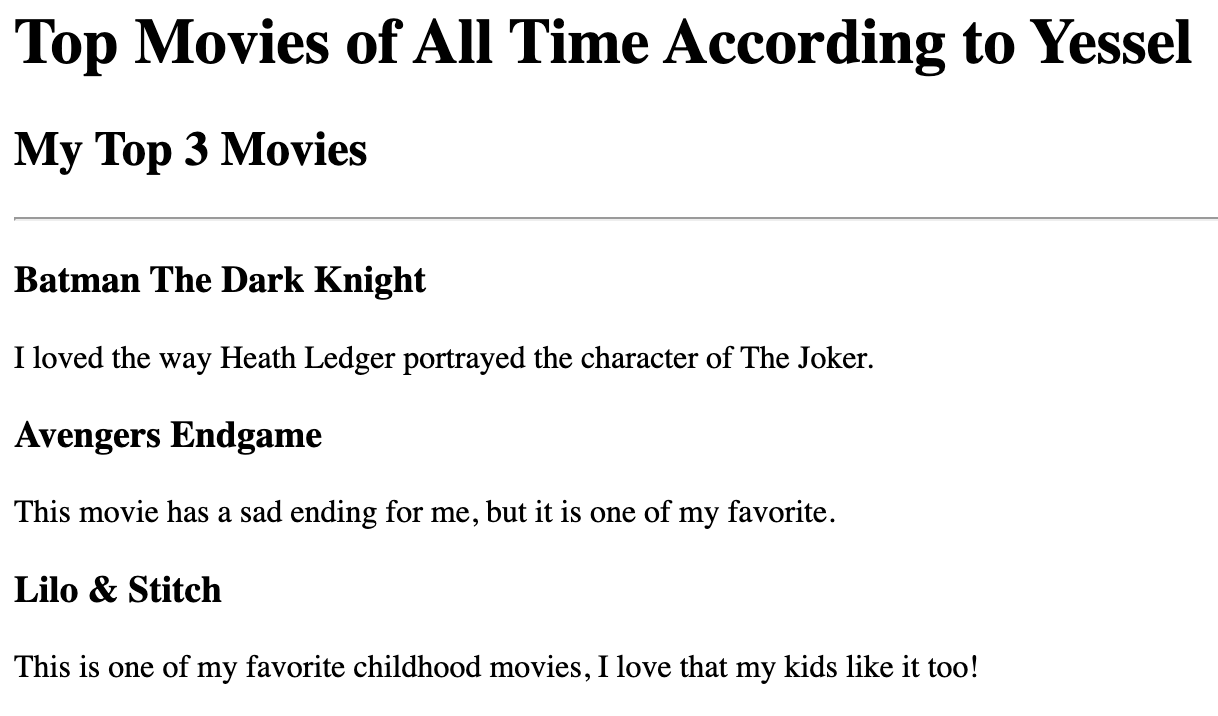 Top Movies of All Time According to Yessel
My Top 3 Movies
Batman The Dark Knight
I loved the way Heath Ledger portrayed the character of The Joker.
Avengers Endgame
This movie has a sad ending for me, but it is one of my favorite.
Lilo & Stitch
This is one of my favorite childhood movies, I love that my kids like it too!